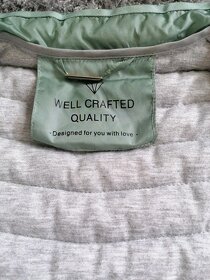 WELL CRAFTED
QUALITY
· Designed for you with love ·